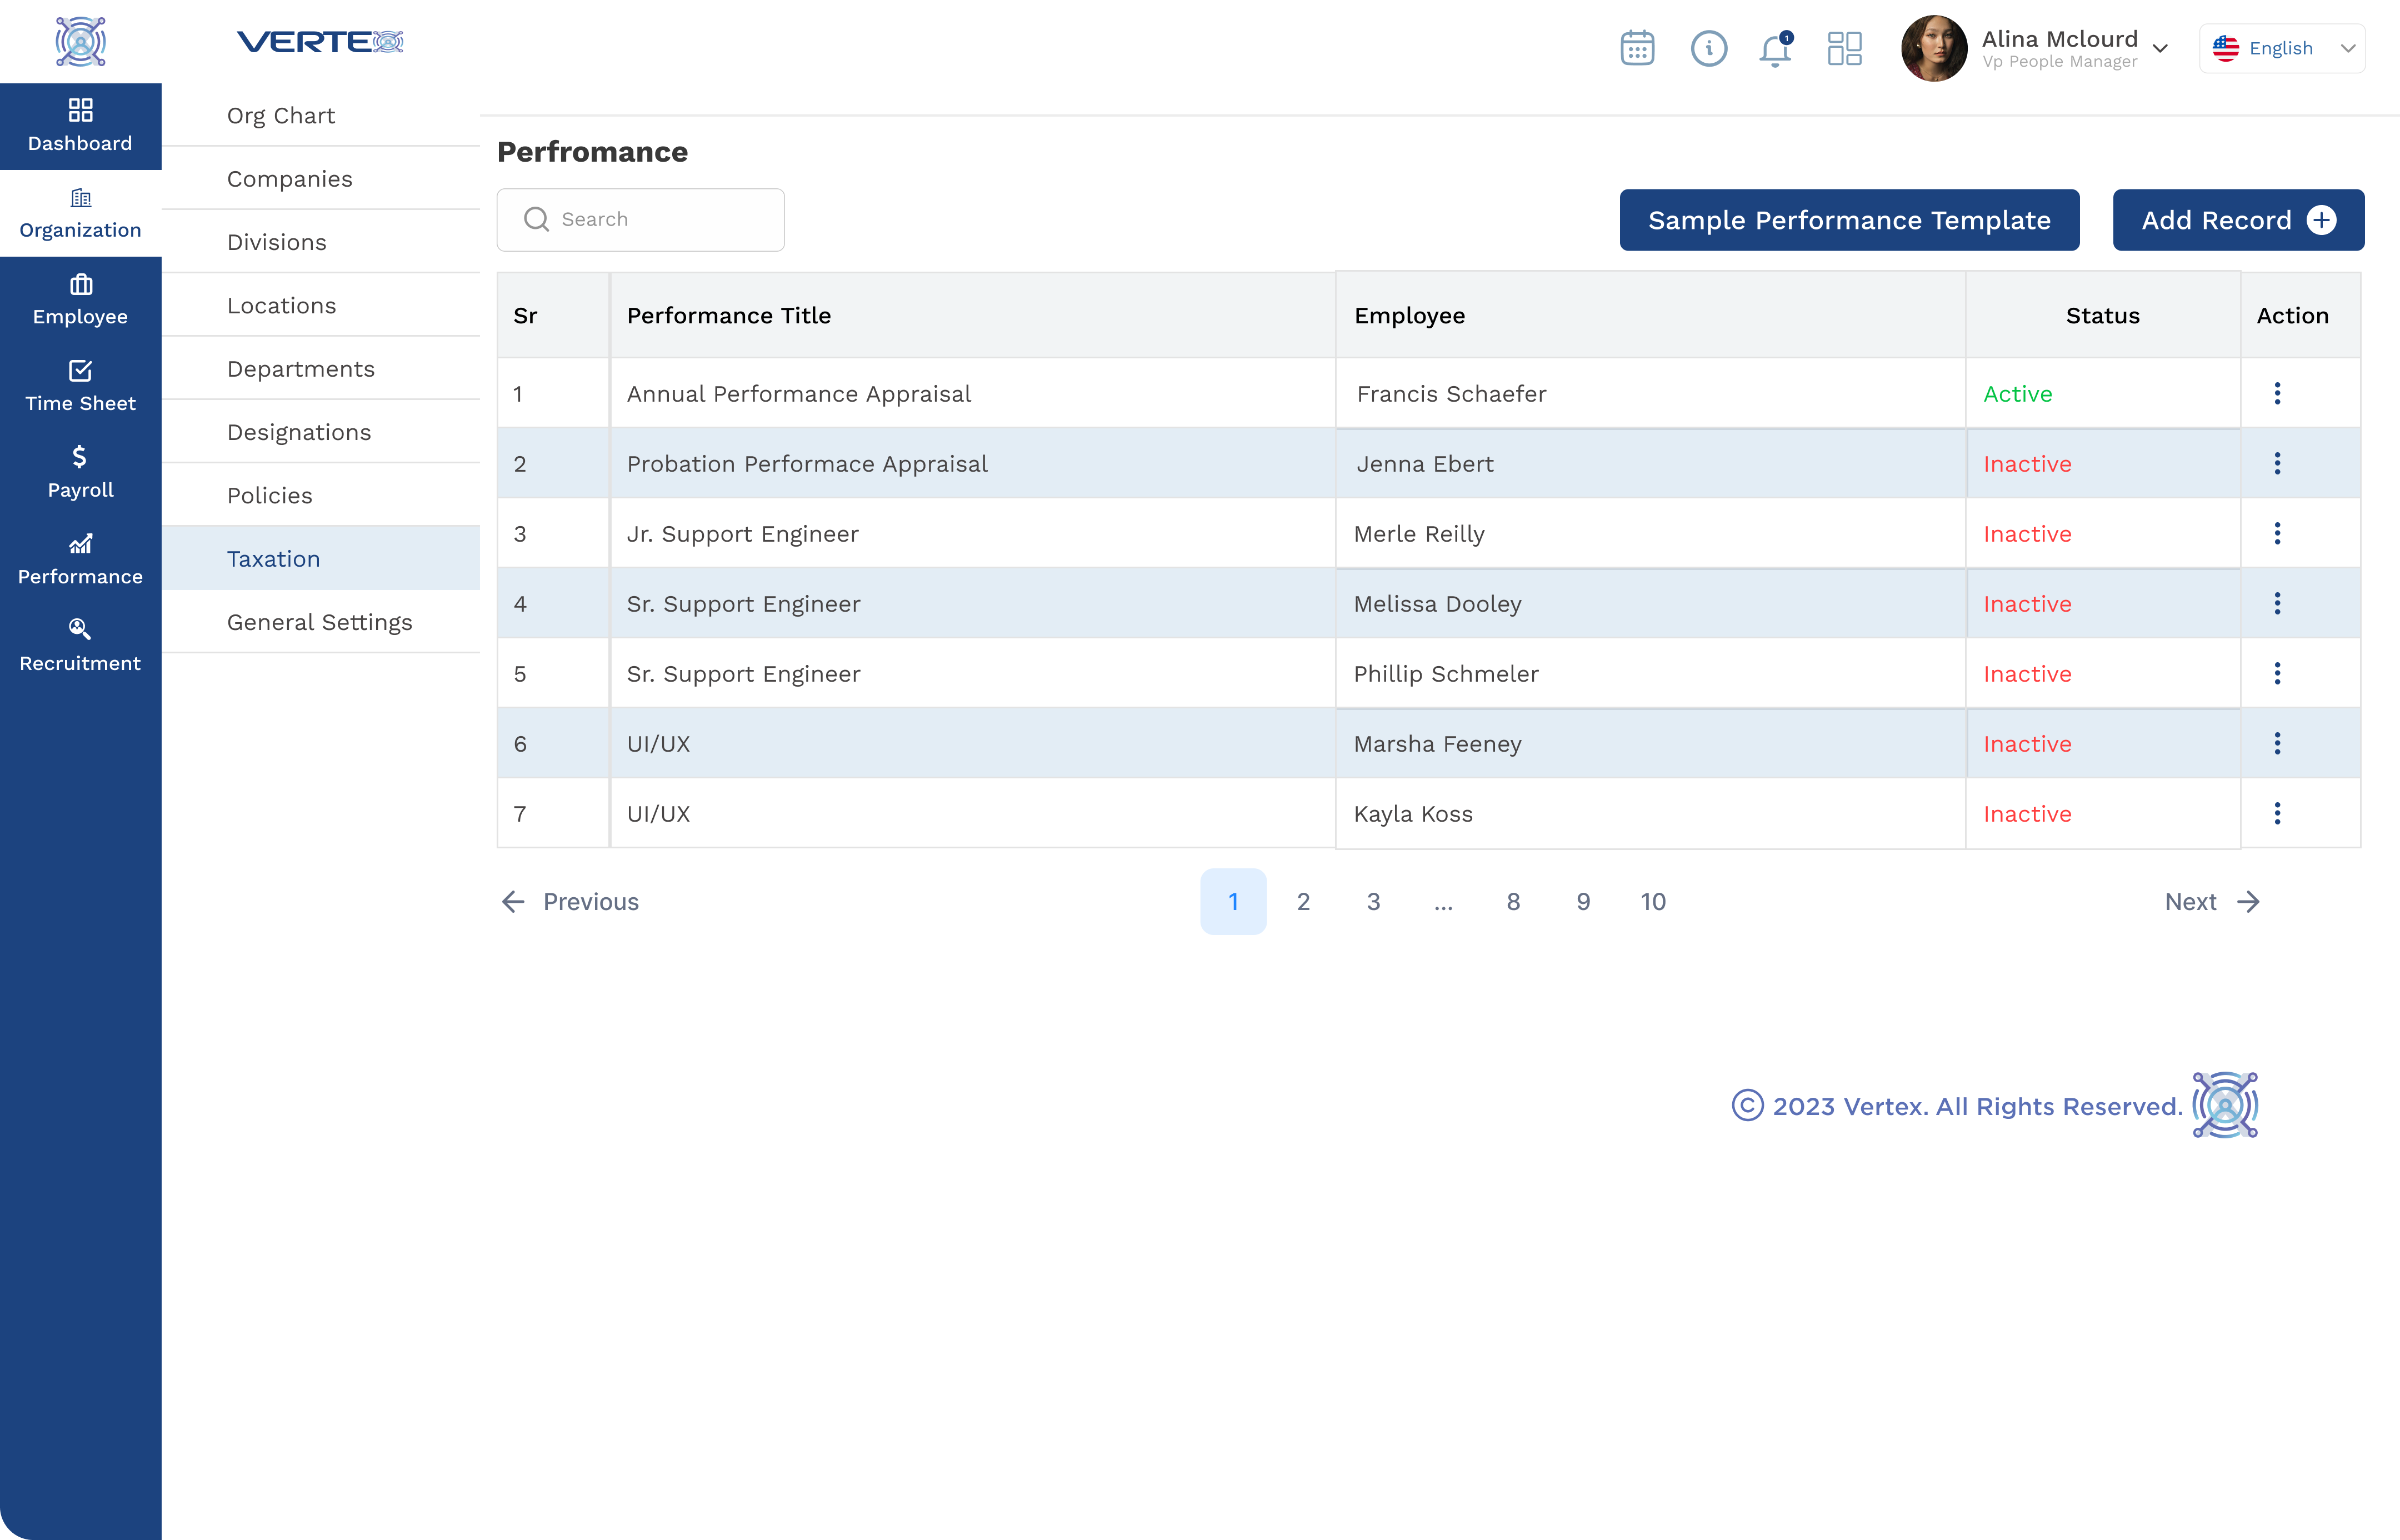 VERTEX
1
Alina Mclourd
Vp People Manager
English
Dashboard
Organization
Employee
Time Sheet
Payroll
Performance
Recruitment
Org Chart
Companies
Divisions
Locations
Departments
Designations
Policies
Taxation
General Settings
Perfromance
Search
Sample Performance Template
Add Record
Sr Performance Title Employee Status Action
1 Annual Performance Appraisal Francis Schaefer Active
2 Probation Performace Appraisal Jenna Ebert Inactive
3 Jr. Support Engineer Merle Reilly Inactive
4 Sr. Support Engineer Melissa Dooley Inactive
5 Sr. Support Engineer Phillip Schmeler Inactive
6 UI/UX Marsha Feeney Inactive
7 UI/UX Kayla Koss Inactive
Previous 1 2 3 ... 8 9 10 Next
© 2023 Vertex. All Rights Reserved.